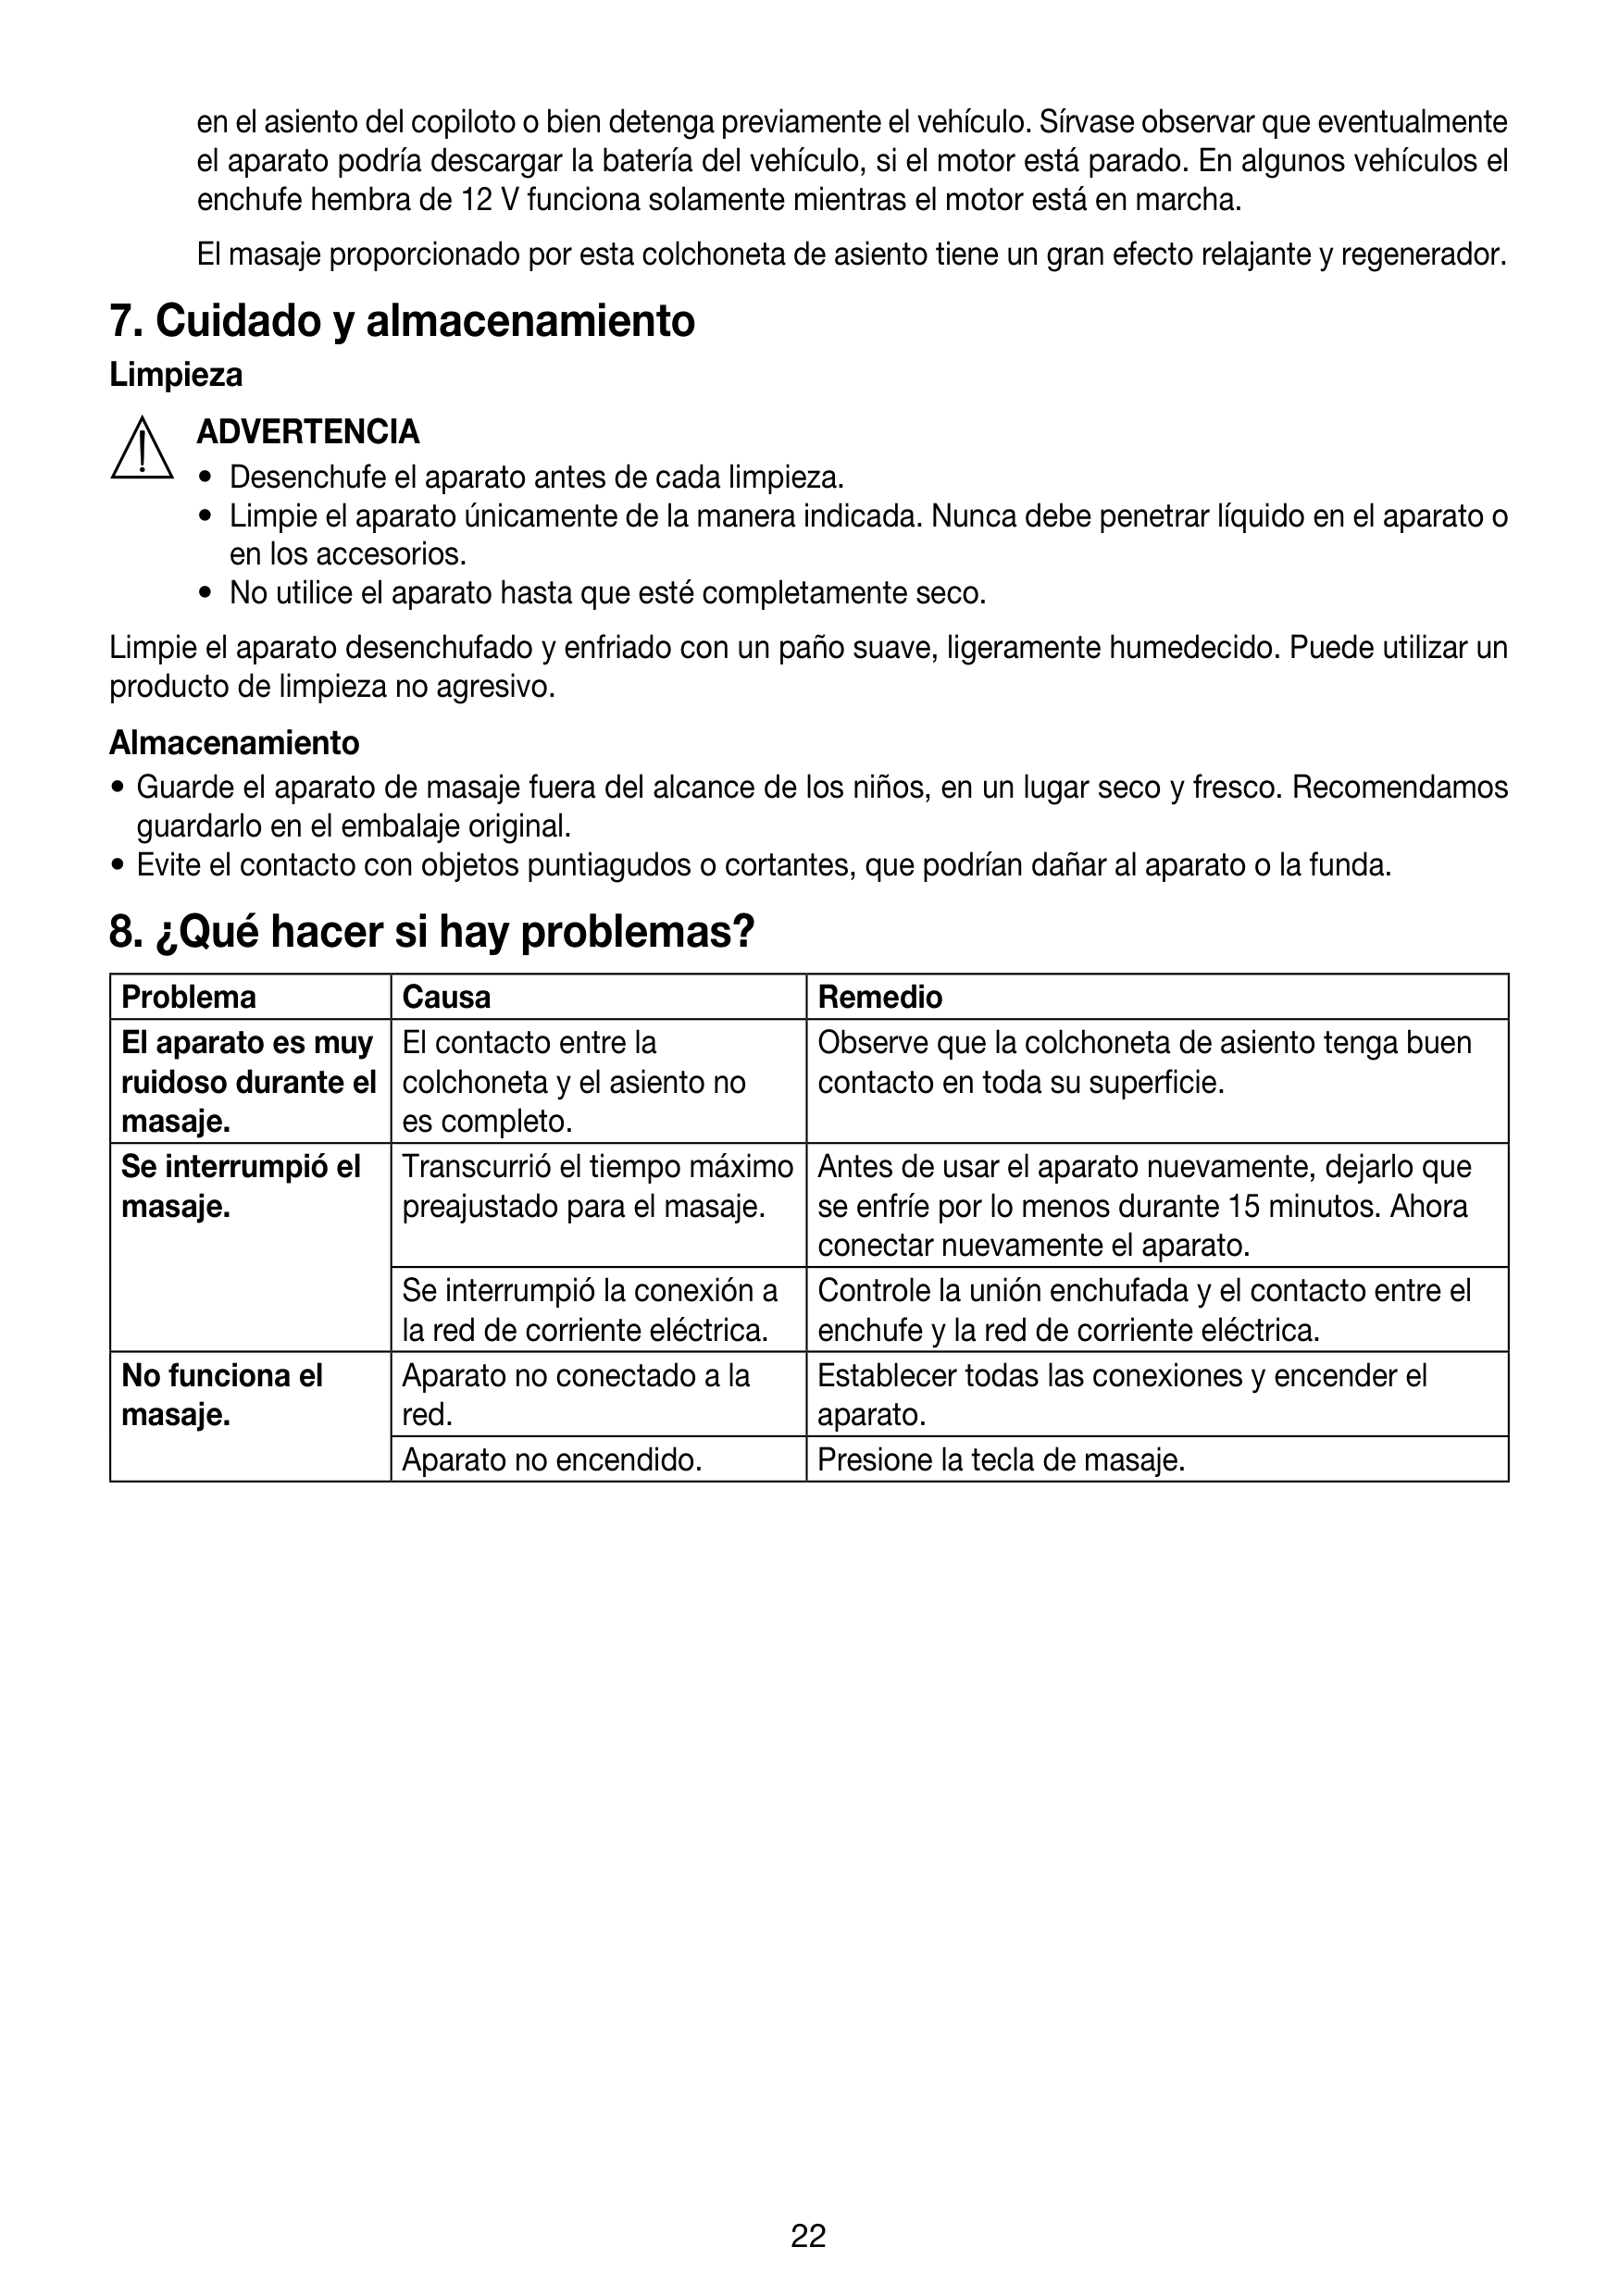 en el asiento del copiloto o bien detenga previamente el vehículo. Sírvase observar que eventualmente
el aparato podría descargar la batería del vehículo, si el motor está parado. En algunos vehículos el
enchufe hembra de 12 V funciona solamente mientras el motor está en marcha.
El masaje proporcionado por esta colchoneta de asiento tiene un gran efecto relajante y regenerador.
7. Cuidado y almacenamiento
Limpieza
ADVERTENCIA
• Desenchufe el aparato antes de cada limpieza.
• Limpie el aparato únicamente de la manera indicada. Nunca debe penetrar líquido en el aparato o
en los accesorios.
• No utilice el aparato hasta que esté completamente seco.
Limpie el aparato desenchufado y enfriado con un paño suave, ligeramente humedecido. Puede utilizar un
producto de limpieza no agresivo.
Almacenamiento
• Guarde el aparato de masaje fuera del alcance de los niños, en un lugar seco y fresco. Recomendamos
guardarlo en el embalaje original.
• Evite el contacto con objetos puntiagudos o cortantes, que podrían dañar al aparato o la funda.
8. ¿Qué hacer si hay problemas?
Problema Causa Remedio
El aparato es muy El contacto entre la Observe que la colchoneta de asiento tenga buen
ruidoso durante el colchoneta y el asiento no contacto en toda su superficie.
masaje. es completo.
Se interrumpió el Transcurrió el tiempo máximo Antes de usar el aparato nuevamente, dejarlo que
masaje. preajustado para el masaje. se enfríe por lo menos durante 15 minutos. Ahora
conectar nuevamente el aparato.
Se interrumpió la conexión a Controle la unión enchufada y el contacto entre el
la red de corriente eléctrica. enchufe y la red de corriente eléctrica.
No funciona el Aparato no conectado a la Establecer todas las conexiones y encender el
masaje. red. aparato.
Aparato no encendido. Presione la tecla de masaje.
22